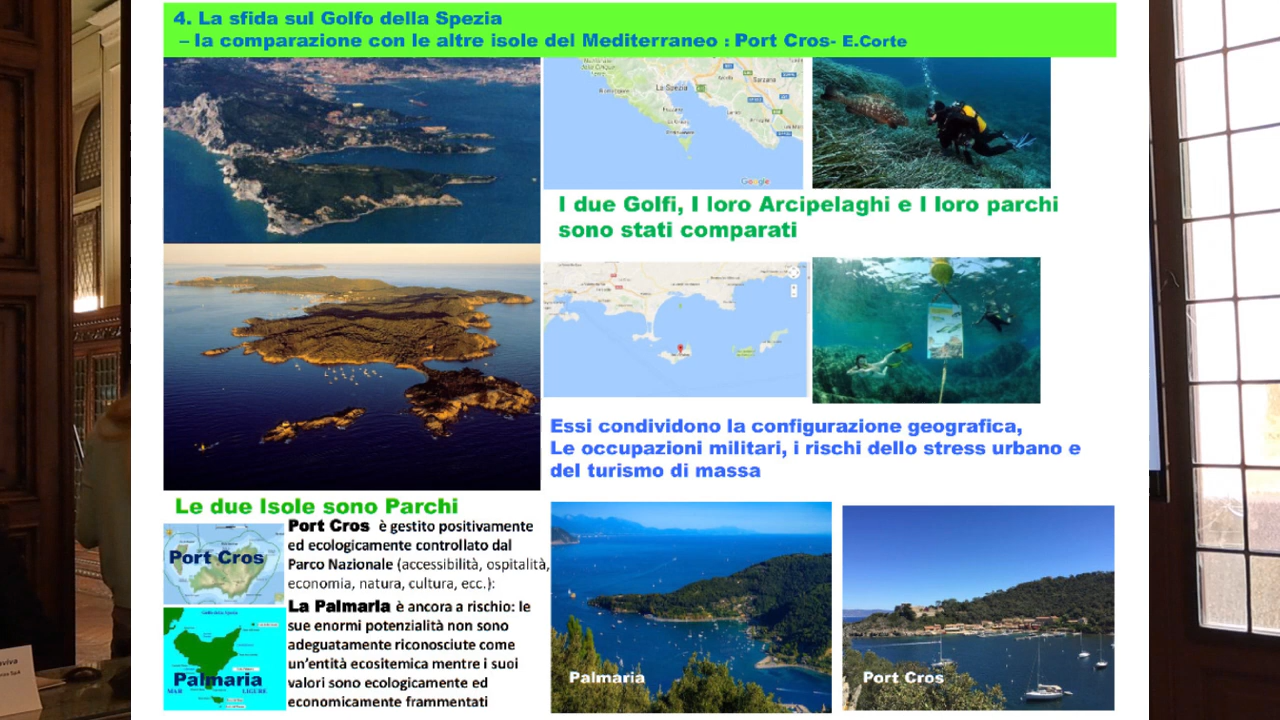 4. La sfida sul Golfo della Spezia
– la comparazione con le altre isole del Mediterraneo : Port Cros- E.Corte
La Spezia
Sarzana
Google
I due Golfi, I loro Arcipelaghi e I loro parchi
sono stati comparati
Essi condividono la configurazione geografica,
Le occupazioni militari, i rischi dello stress urbano e
del turismo di massa
Le due Isole sono Parchi
Port Cros è gestito positivamente
ed ecologicamente controllato dal
Parco Nazionale (accessibilità, ospitalità,
economia, natura, cultura, ecc.):
Port Cros
La Palmaria è ancora a rischio: le
sue enormi potenzialità non sono
adeguatamente riconosciute come
un'entità ecositemica mentre i suoi
valori sono ecologicamente ed
economicamente frammentati
Palmaria
MAR LIGURE
Palmaria
Port Cros